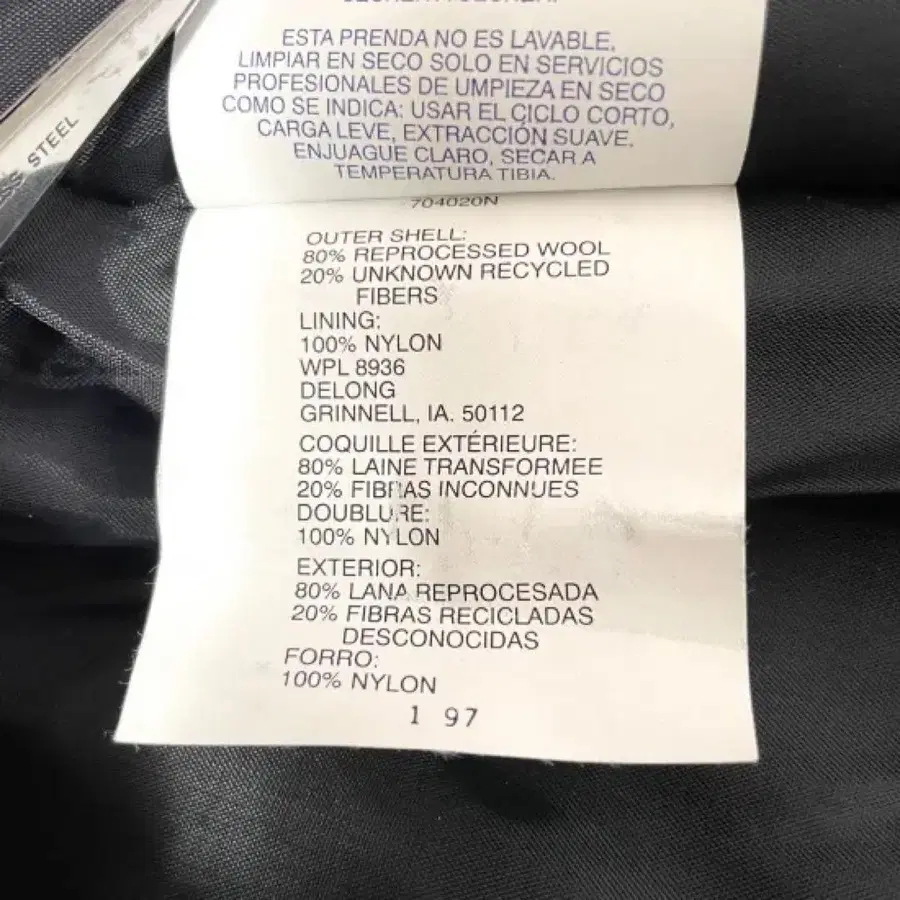 STEEL
ESTA PRENDA NO ES LAVABLE.
LIMPIAR EN SECO SOLO EN SERVICIOS
PROFESIONALES DE UMPIEZA EN SECO
COMO SE INDICA: USAR EL CICLO CORTO,
CARGA LEVE, EXTRACCIÓN SUAVE,
ENJUAGUE CLARO, SECAR A
TEMPERATURA TIBIA.
704020N
OUTER SHELL:
80% REPROCESSED WOOL
20% UNKNOWN RECYCLED
FIBERS
LINING:
100% NYLON
WPL 8936
DELONG
GRINNELL, IA. 50112
COQUILLE EXTÉRIEURE:
80% LAINE TRANSFORMEE
20% FIBRAS INCONNUES
DOUBLURE:
100% NYLON
EXTERIOR:
80% LANA REPROCESADA
20% FIBRAS RECICLADAS
DESCONOCIDAS
FORRO:
100% NYLON
1 97